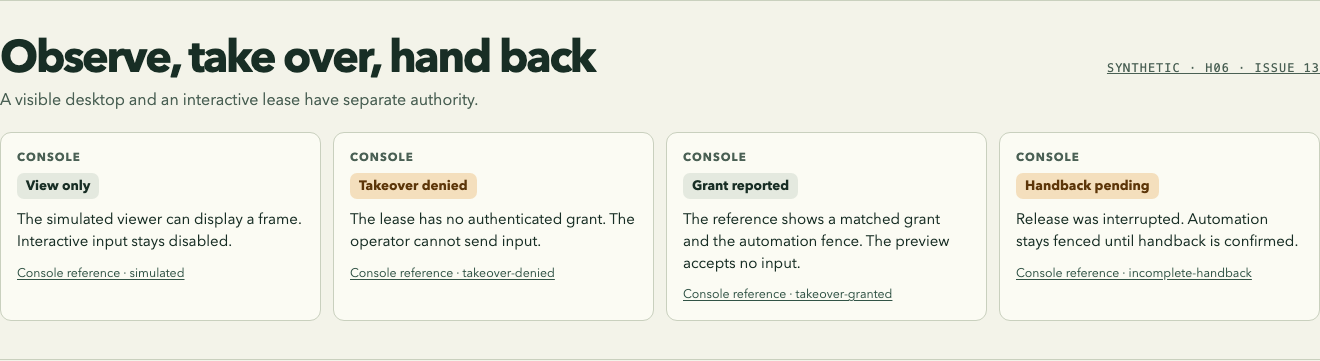 Observe, take over, hand back
SYNTHETIC · H06 · ISSUE 13
A visible desktop and an interactive lease have separate authority.
CONSOLE
View only
The simulated viewer can display a frame.
Interactive input stays disabled.
Console reference · simulated
CONSOLE
Takeover denied
The lease has no authenticated grant. The
operator cannot send input.
Console reference · takeover-denied
CONSOLE
Grant reported
The reference shows a matched grant
and the automation fence. The preview
accepts no input.
Console reference · takeover-granted
CONSOLE
Handback pending
Release was interrupted. Automation
stays fenced until handback is confirmed.
Console reference · incomplete-handback